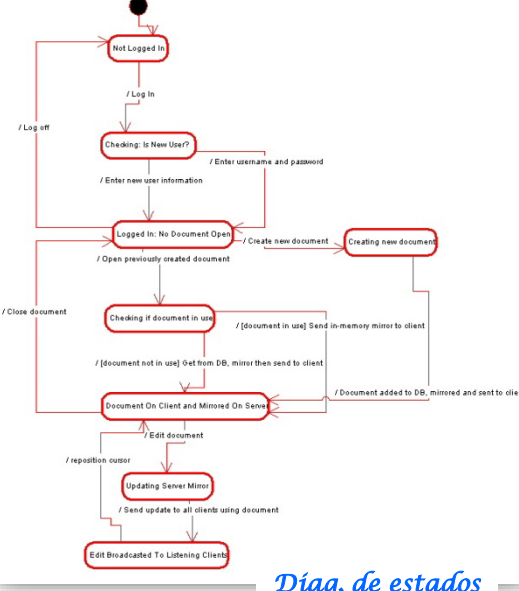 Not Logged In
/ Log In
/ Log off
Checking: Is New User?
/ Enter username and password
/ Enter new user information
Logged In: No Document Open
/ Create new document
Creating new document
/ Open previously created document
/ Close document
Checking if document in use
/ [document in use] Send in-memory mirror to client
/ [document not in use] Get from DB, mirror then send to client
/ Document added to DB, mirrored and sent to clie
Document On Client and Mirrored On Server
/ Edit document
/ reposition cursor
Updating Server Mirror
/ Send update to all clients using document
Edit Broadcasted To Listening Clients
Diag. de estados